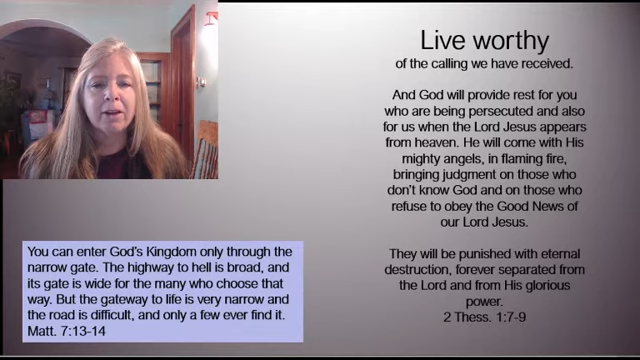 Live worthy
of the calling we have received.
And God will provide rest for you
who are being persecuted and also
for us when the Lord Jesus appears
from heaven. He will come with His
mighty angels, in flaming fire,
bringing judgment on those who
don't know God and on those who
refuse to obey the Good News of
our Lord Jesus.
They will be punished with eternal
destruction, forever separated from
the Lord and from His glorious
power.
2 Thess. 1:7-9
You can enter God's Kingdom only through the
narrow gate. The highway to hell is broad, and
its gate is wide for the many who choose that
way. But the gateway to life is very narrow and
the road is difficult, and only a few ever find it.
Matt. 7:13-14